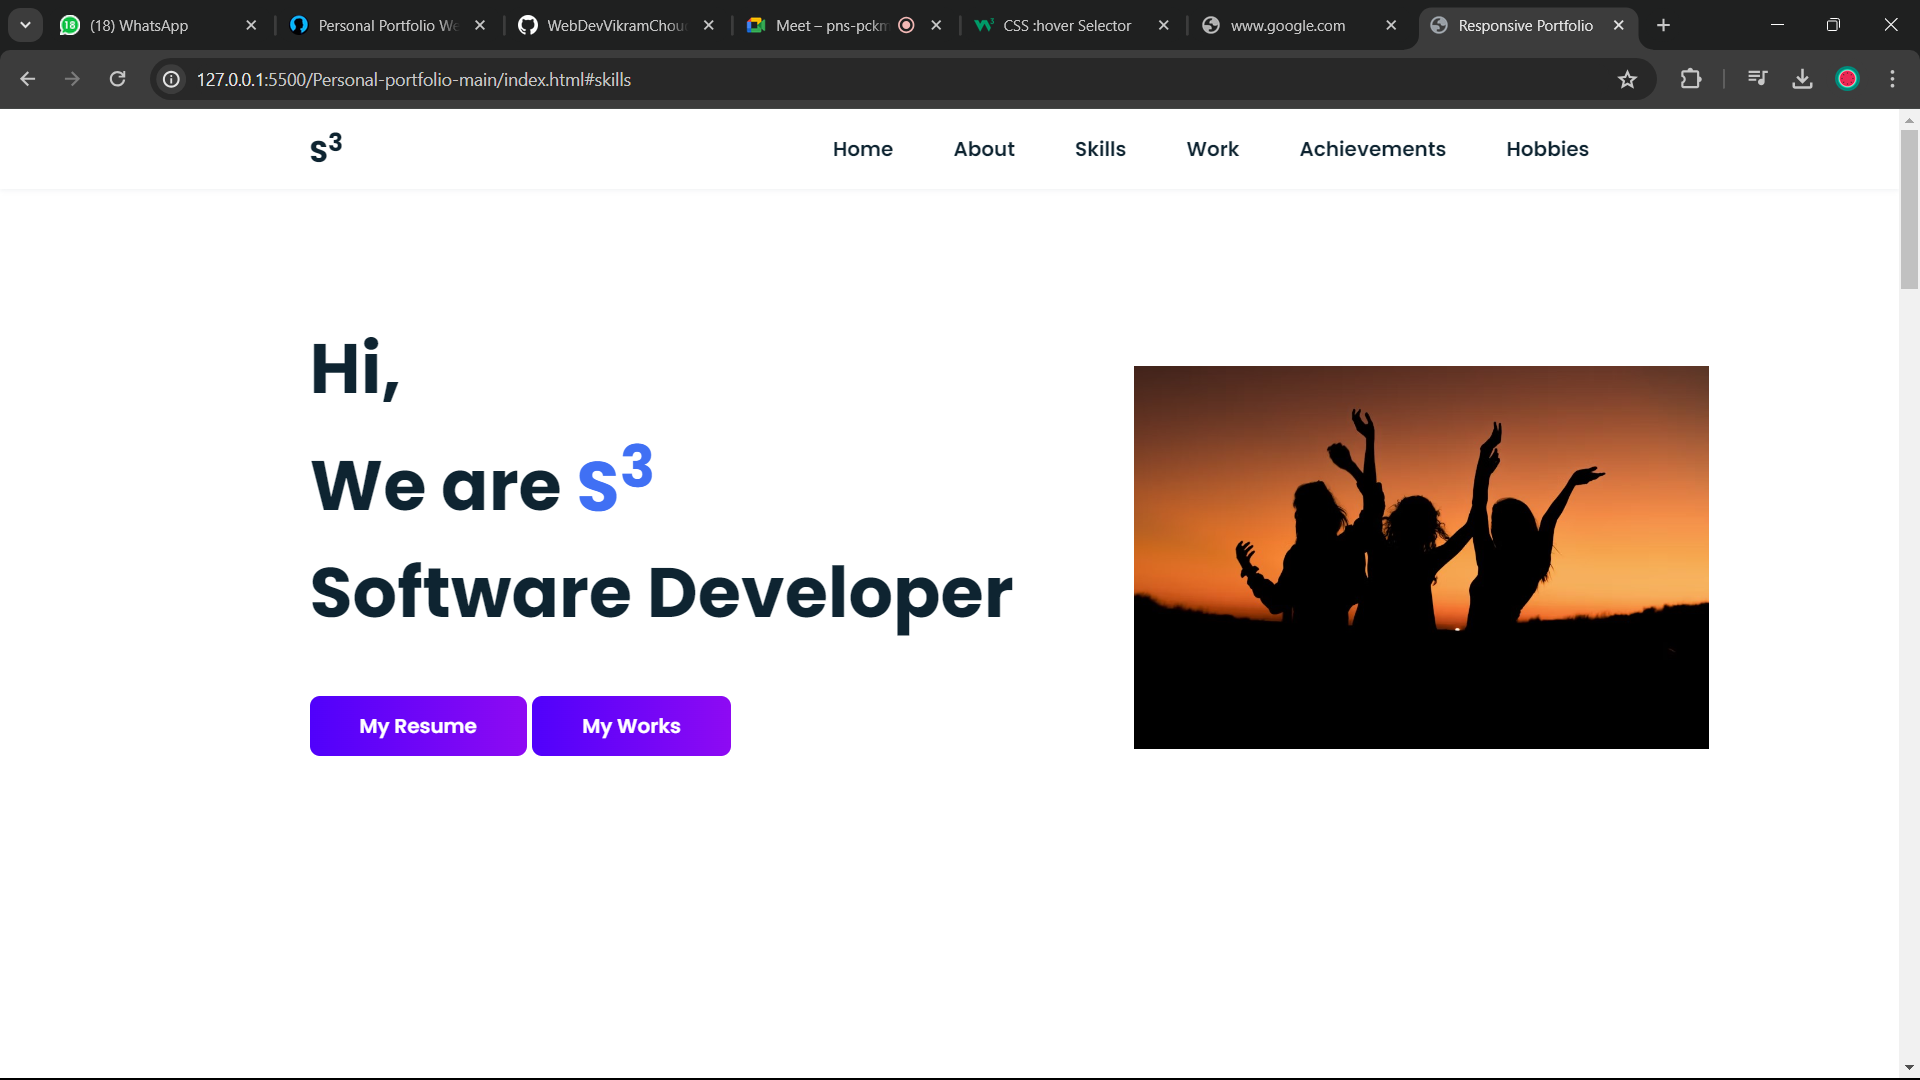 (18) WhatsApp
Personal Portfolio We
WebDevVikramChou
Meet – pns-pckm
CSS :hover Selector
www.google.com
Responsive Portfolio
127.0.0.1:5500/Personal-portfolio-main/index.html#skills
S³
Home About Skills Work Achievements Hobbies
Hi,
We are S³
Software Developer
My Resume My Works